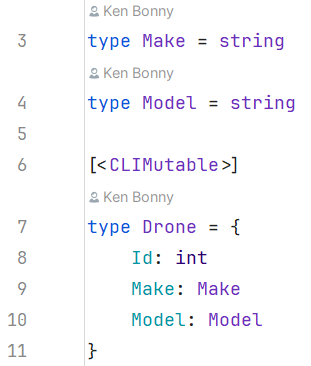 Ken Bonny
3 type Make = string
Ken Bonny
4 type Model = string
5
6 [<CLIMutable>]
Ken Bonny
7 type Drone = {
8     Id: int
9     Make: Make
10     Model: Model
11 }